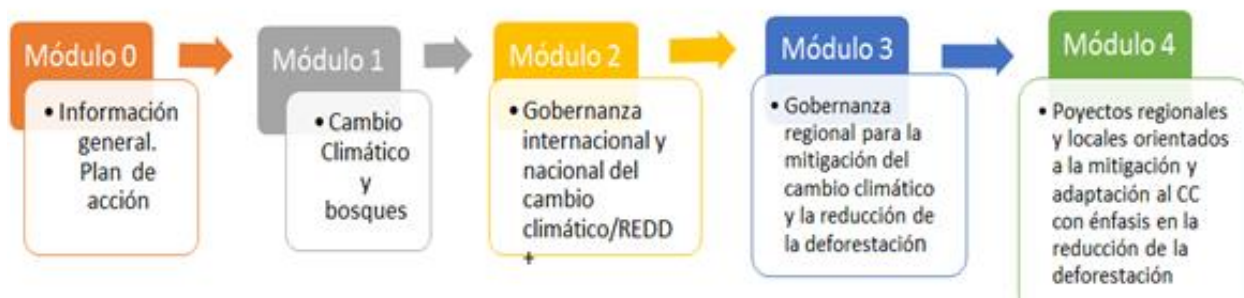 Módulo 0
• Información
general.
Plan de
acción
Módulo 1
• Cambio
Climático
y
bosques
Módulo 2
• Gobernanza
internacional y
nacional del
cambio
climático/REDD
+
Módulo 3
• Gobernanza
regional para la
mitigación del
cambio climático
y la reducción de
la deforestación
Módulo 4
• Poyectos regionales
y locales orientados
a la mitigación y
adaptación al CC
con énfasis en la
reducción de la
deforestación